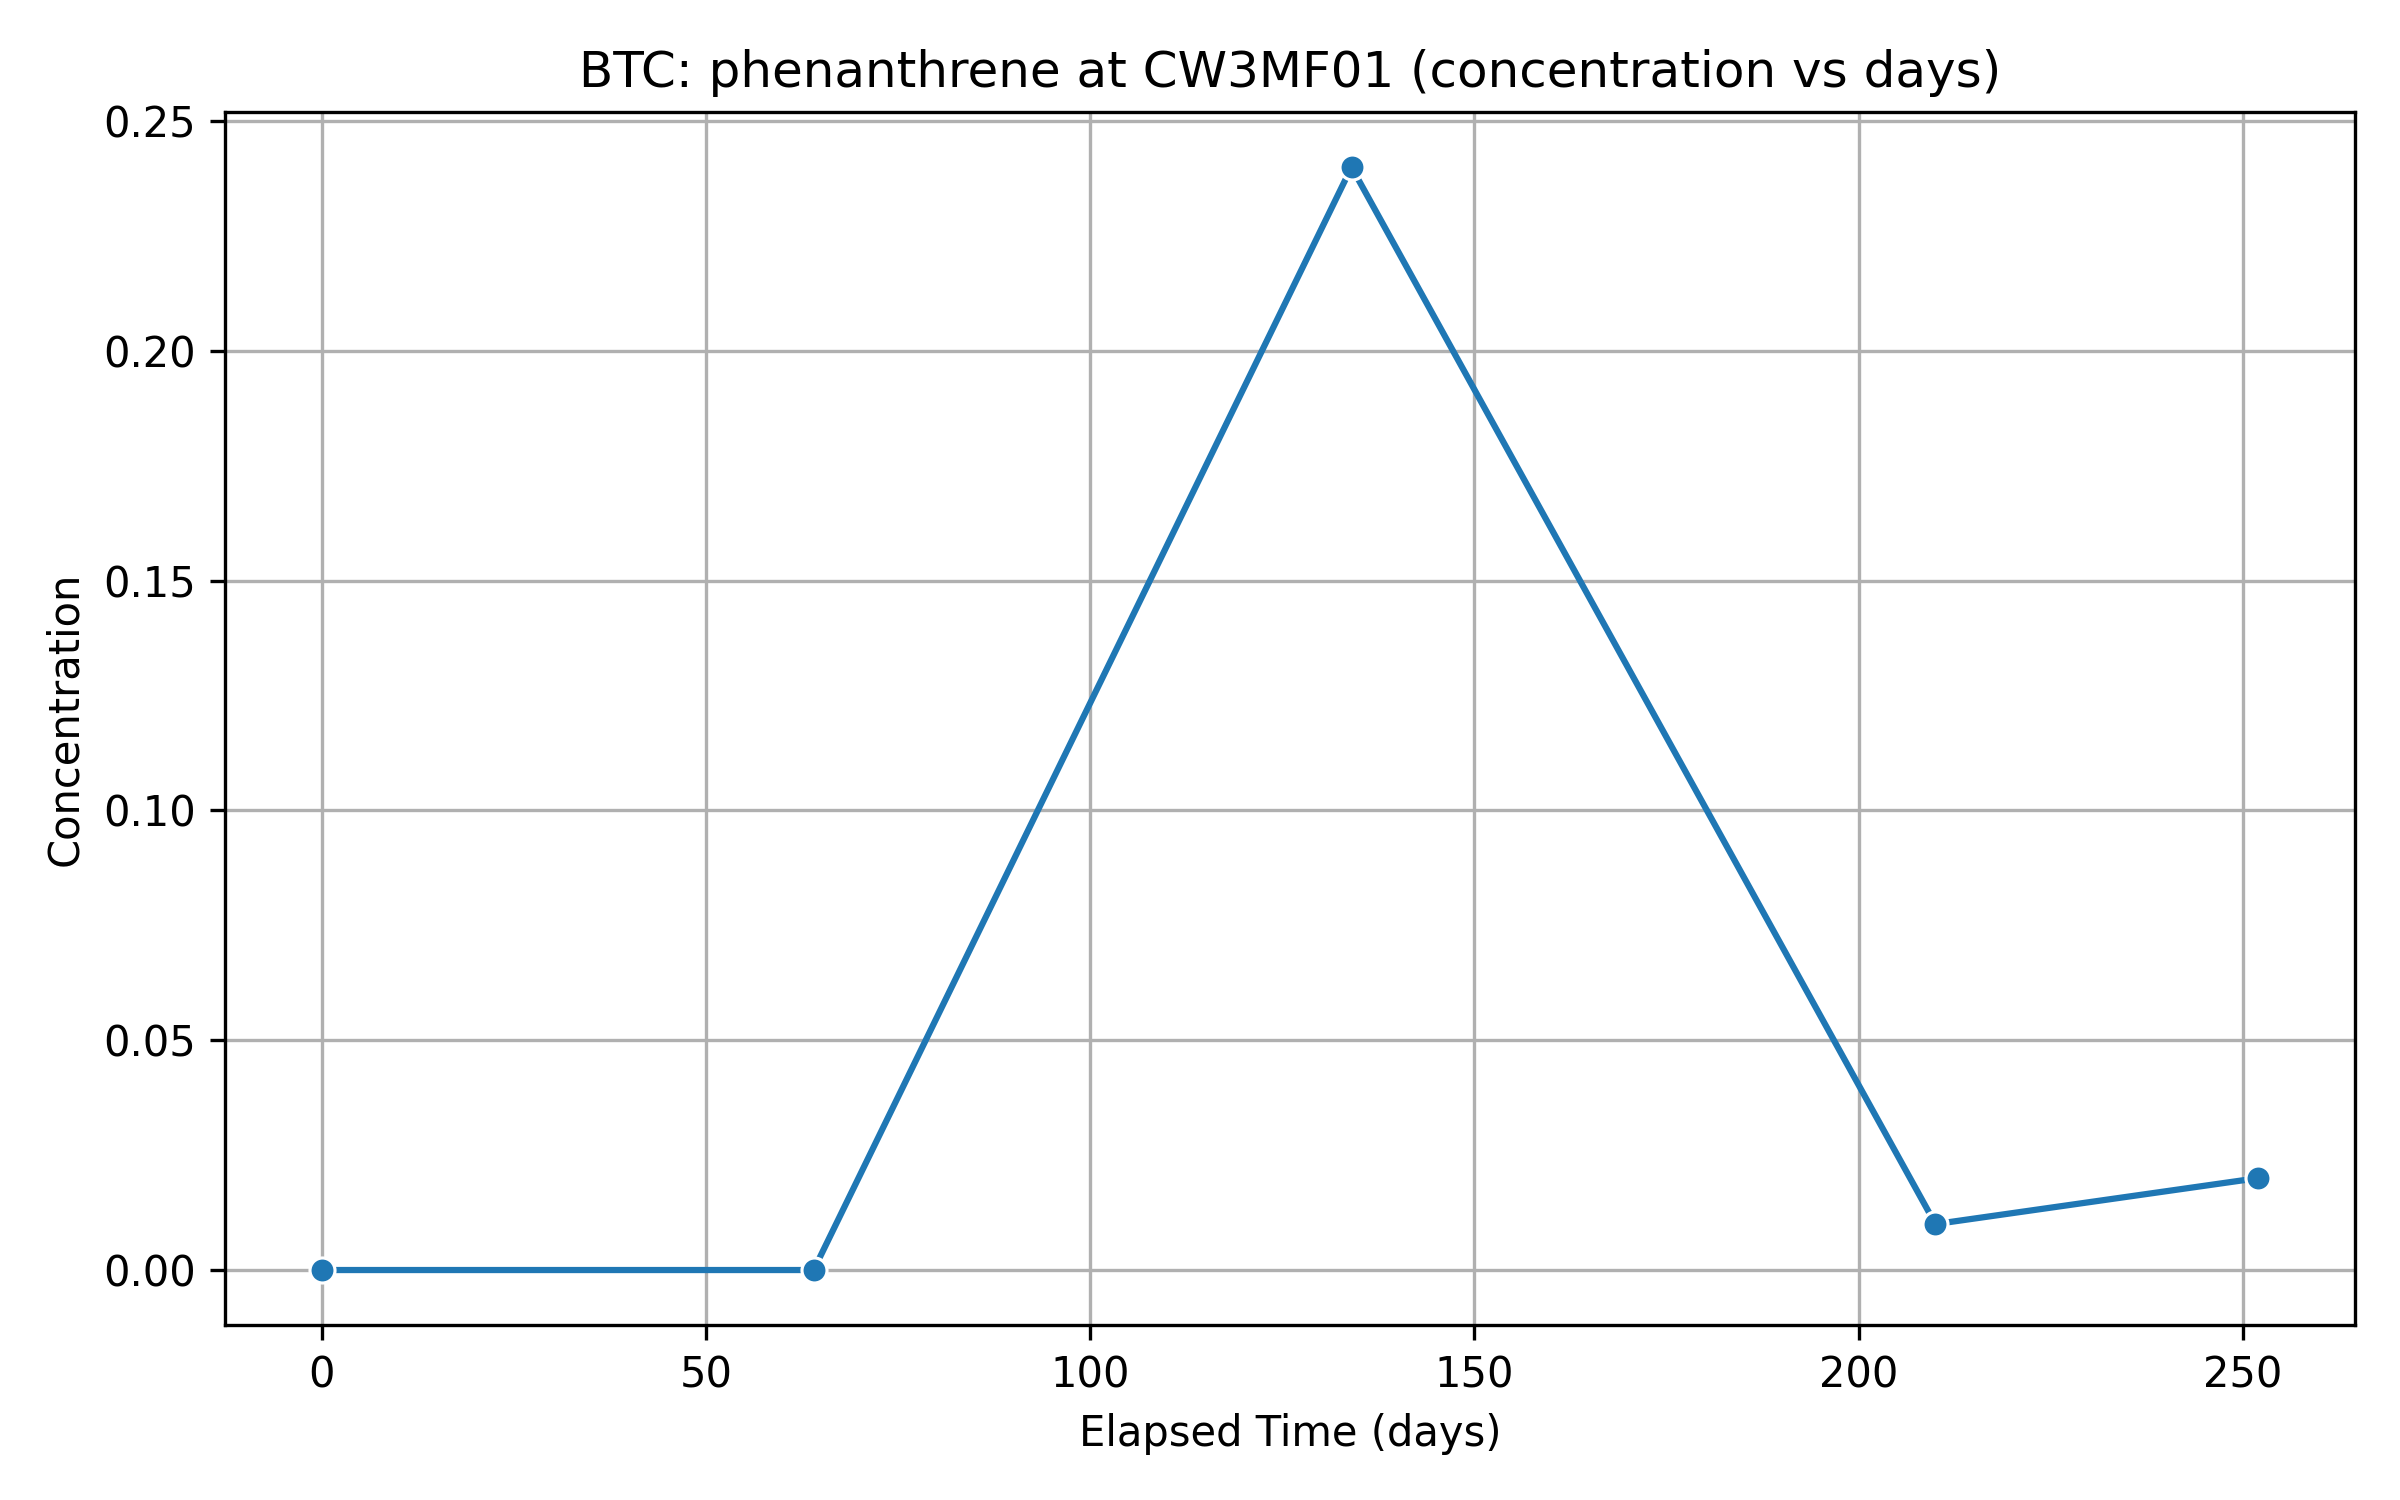 BTC: phenanthrene at CW3MF01 (concentration vs days)
0.25
0.20
0.15
0.10
0.05
0.00
Concentration
0 50 100 150 200 250
Elapsed Time (days)